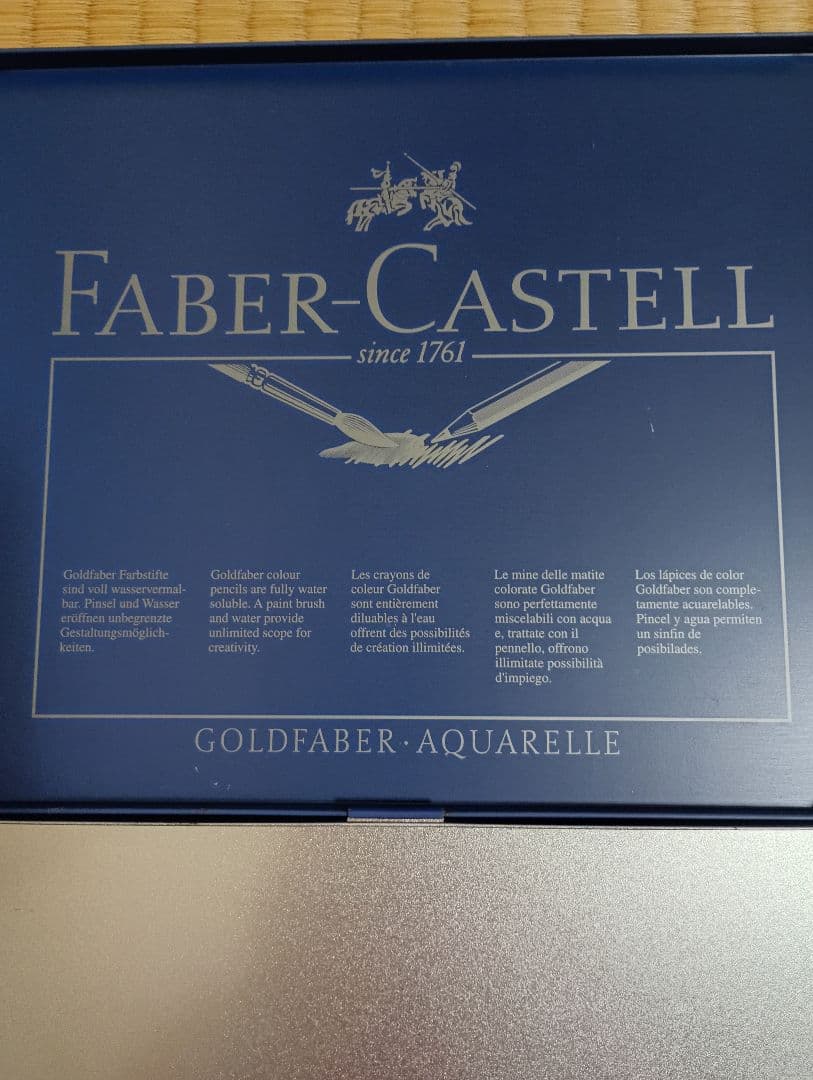 FABER-CASTELL
since 1761
Goldfaber Farbstifte
sind voll wasservermal-
bar. Pinsel und Wasser
eröffnen unbegrenzte
Gestaltungsmöglich-
keiten.
Goldfaber colour
pencils are fully water
soluble. A paint brush
and water provide
unlimited scope for
creativity.
Les crayons de
coleur Goldfaber
sont entièrement
diluables à l'eau
offrent des possibilités
de création illimitées.
Le mine delle matite
colorate Goldfaber
sono perfettamente
miscelabili con acqua
e, trattate con il
pennello, offrono
illimitate possibilità
d'impiego.
Los lápices de color
Goldfaber son comple-
tamente acuarelables.
Pincel y agua permiten
un sinfin de
posibilades.
GOLDFABER·AQUARELLE